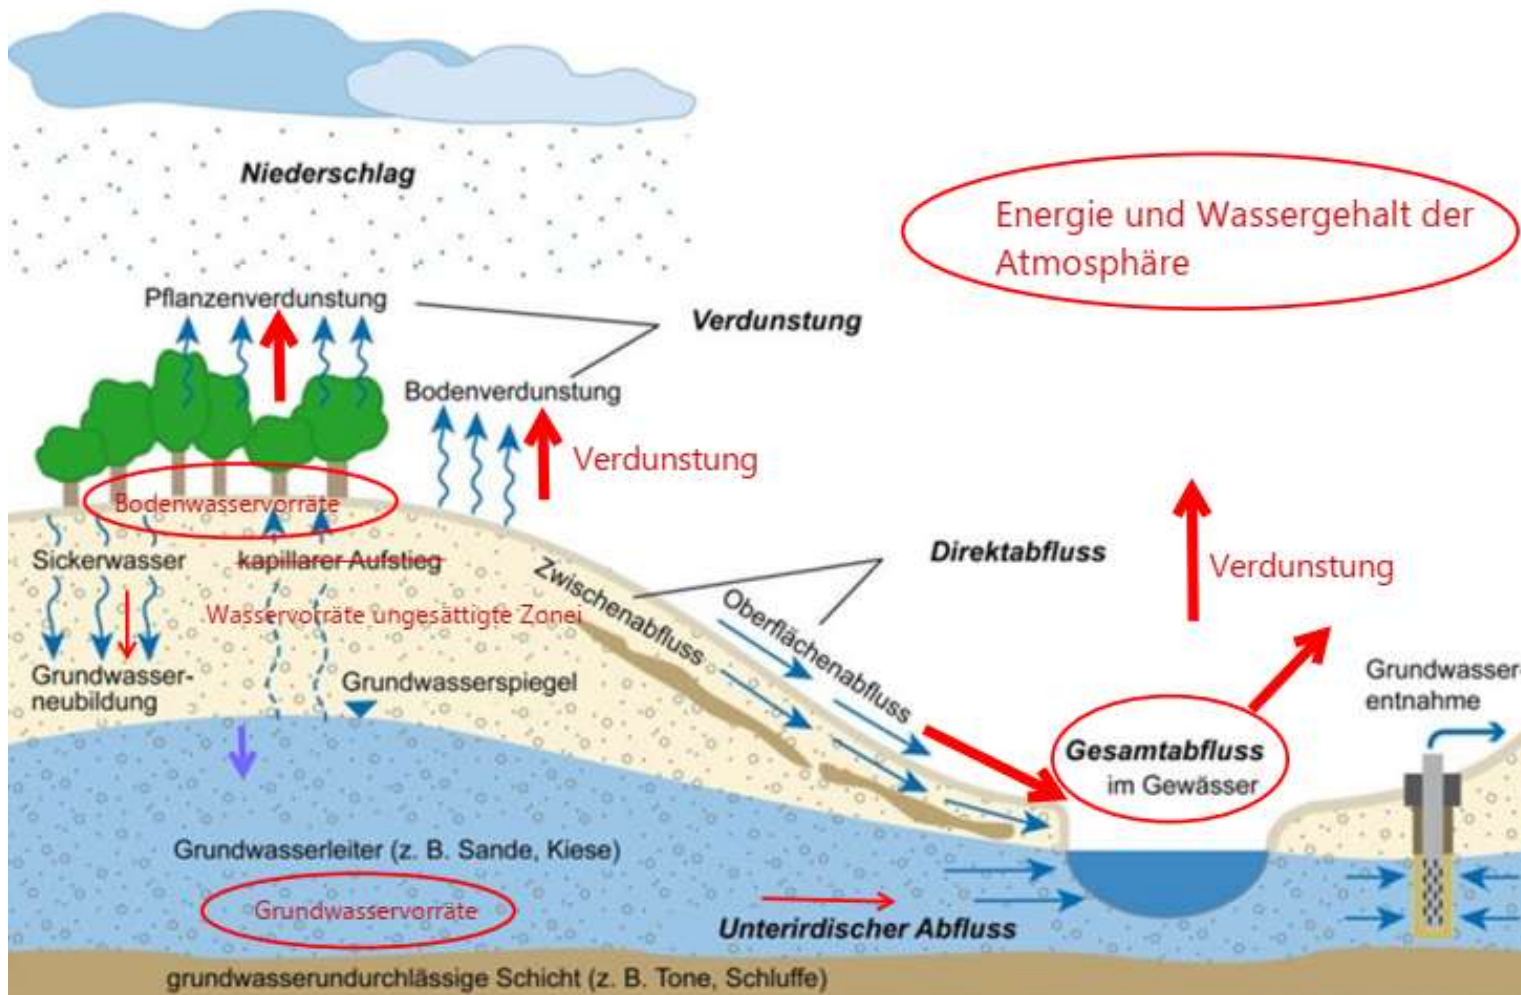 Niederschlag
Energie und Wassergehalt der
Atmosphäre
Pflanzenverdunstung
Verdunstung
Bodenverdunstung
Verdunstung
Bodenwasservorräte
Sickerwasser
kapillarer Aufstieg
Zwischenabfluss
Direktabfluss
Verdunstung
Wasservorräte ungesättigte Zonei
Oberflächenabfluss
Grundwasser-
neubildung
Grundwasserspiegel
Grundwasser-
entnahme
Gesamtabfluss
im Gewässer
Grundwasserleiter (z. B. Sande, Kiese)
Grundwasservorräte
Unterirdischer Abfluss
grundwasserundurchlässige Schicht (z. B. Tone, Schluffe)